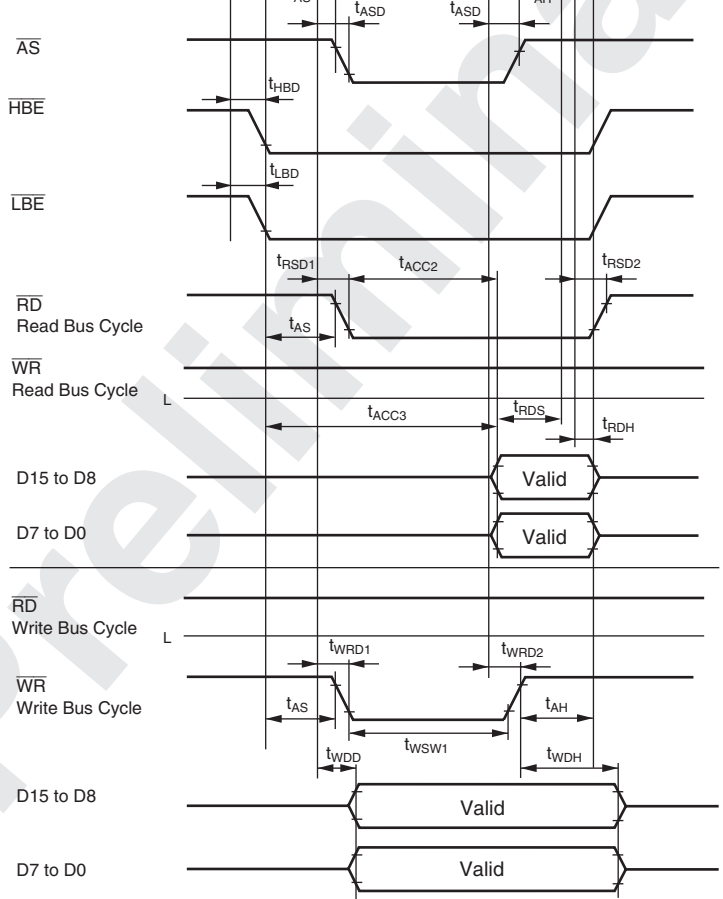 tAS tASD tASD tAH
AS
tHBD
HBE
tLBD
LBE
tRSD1 tACC2 tRSD2
RD
Read Bus Cycle
tAS
WR
Read Bus Cycle L
tACC3 tRDS
tRDH
D15 to D8 Valid
D7 to D0 Valid
RD
Write Bus Cycle L
tWRD1 tWRD2
WR
Write Bus Cycle
tAS tAH
tWSW1
tWDD tWDH
D15 to D8 Valid
D7 to D0 Valid
Preliminary